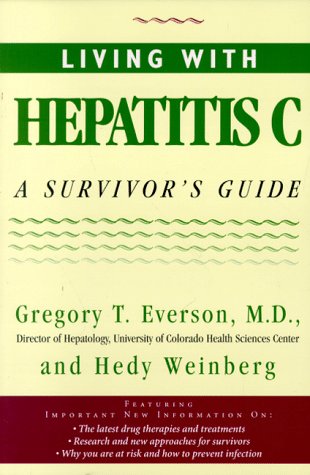 LIVING WITH
HEPATITIS C
A SURVIVOR'S GUIDE
Gregory T. Everson, M.D.,
Director of Hepatology, University of Colorado Health Sciences Center
and Hedy Weinberg
FEATURING
IMPORTANT NEW INFORMATION ON:
• The latest drug therapies and treatments
• Research and new approaches for survivors
• Why you are at risk and how to prevent infection